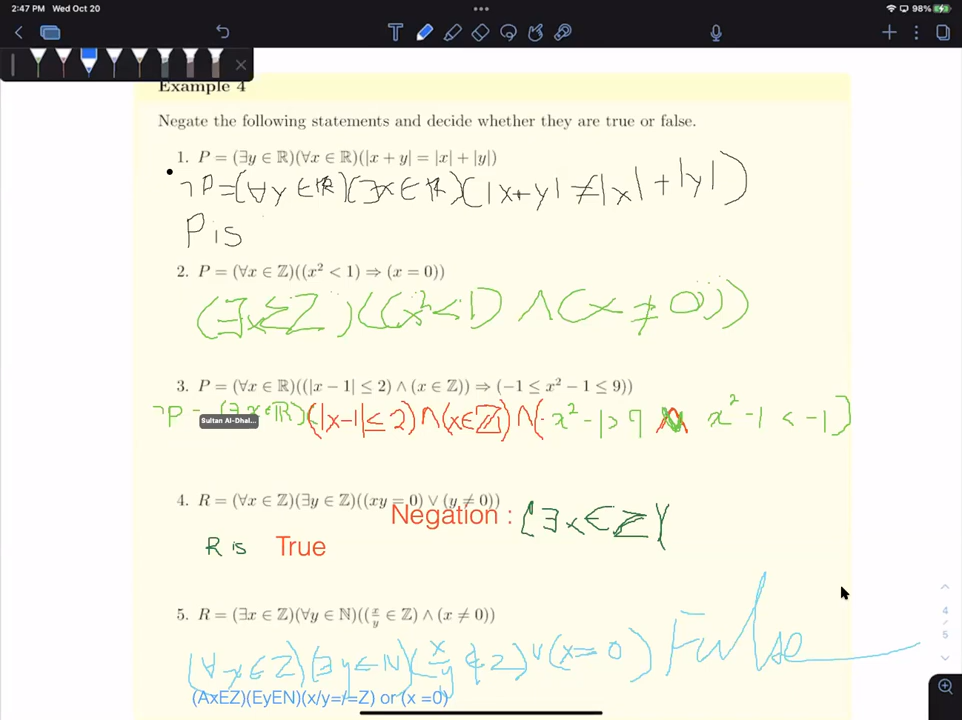 2:47 PM Wed Oct 20
98%
Example 4
Negate the following statements and decide whether they are true or false.
1. P = (∃y ∈ ℝ)(∀x ∈ ℝ)(|x + y| = |x| + |y|)
¬P=(∀y∈ℝ)(∃x∈ℝ)(|x+y|≠|x|+|y|)
P is
2. P = (∀x ∈ ℤ)((x² < 1) ⇒ (x = 0))
(∃x∈Z)((x²<1) ∧(x≠0))
3. P = (∀x ∈ ℝ)((|x − 1| ≤ 2) ∧ (x ∈ ℤ)) ⇒ (−1 ≤ x² − 1 ≤ 9))
¬P = (∃x∈ℝ)((|x-1|≤2)∧(x∈ℤ)∧(x²-1>9 x²-1<-1)
Sultan Al-Dhal...
4. R = (∀x ∈ ℤ)(∃y ∈ ℤ)((xy = 0) ∨ (y ≠ 0))
Negation : (∃x∈Z)
R is True
5. R = (∃x ∈ ℤ)(∀y ∈ ℕ)((x/y ∈ ℤ) ∧ (x ≠ 0))
(∀x∈Z)(∃y∈N)(x/y∉Z)∨(x=0) False
(AxEZ)(EyEN)(x/y=/=Z) or (x =0)
4
/
5